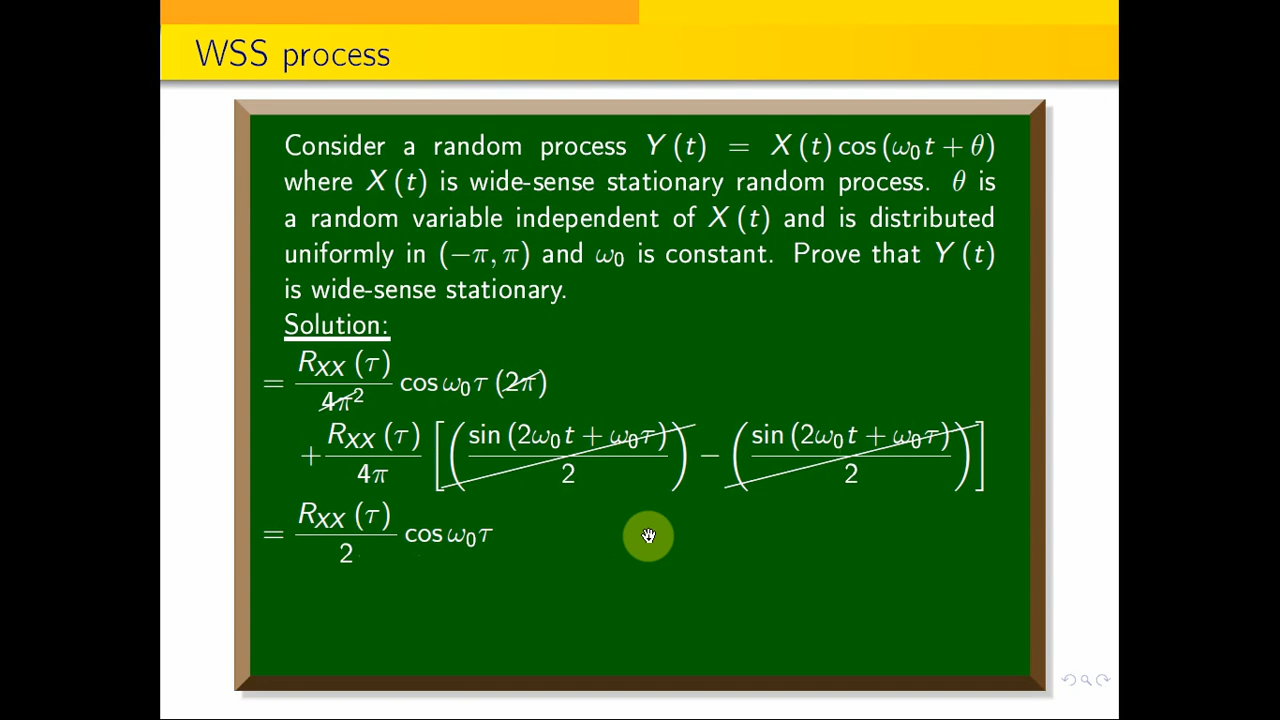 WSS process
Consider a random process Y (t) = X (t) cos (ω₀t + θ)
where X (t) is wide-sense stationary random process. θ is
a random variable independent of X (t) and is distributed
uniformly in (−π, π) and ω₀ is constant. Prove that Y (t)
is wide-sense stationary.
Solution:
= R_XX (τ) / 4π² cos ω₀τ (2π)
+ R_XX (τ) / 4π [ ( sin (2ω₀t + ω₀τ) / 2 ) − ( sin (2ω₀t + ω₀τ) / 2 ) ]
= R_XX (τ) / 2 cos ω₀τ